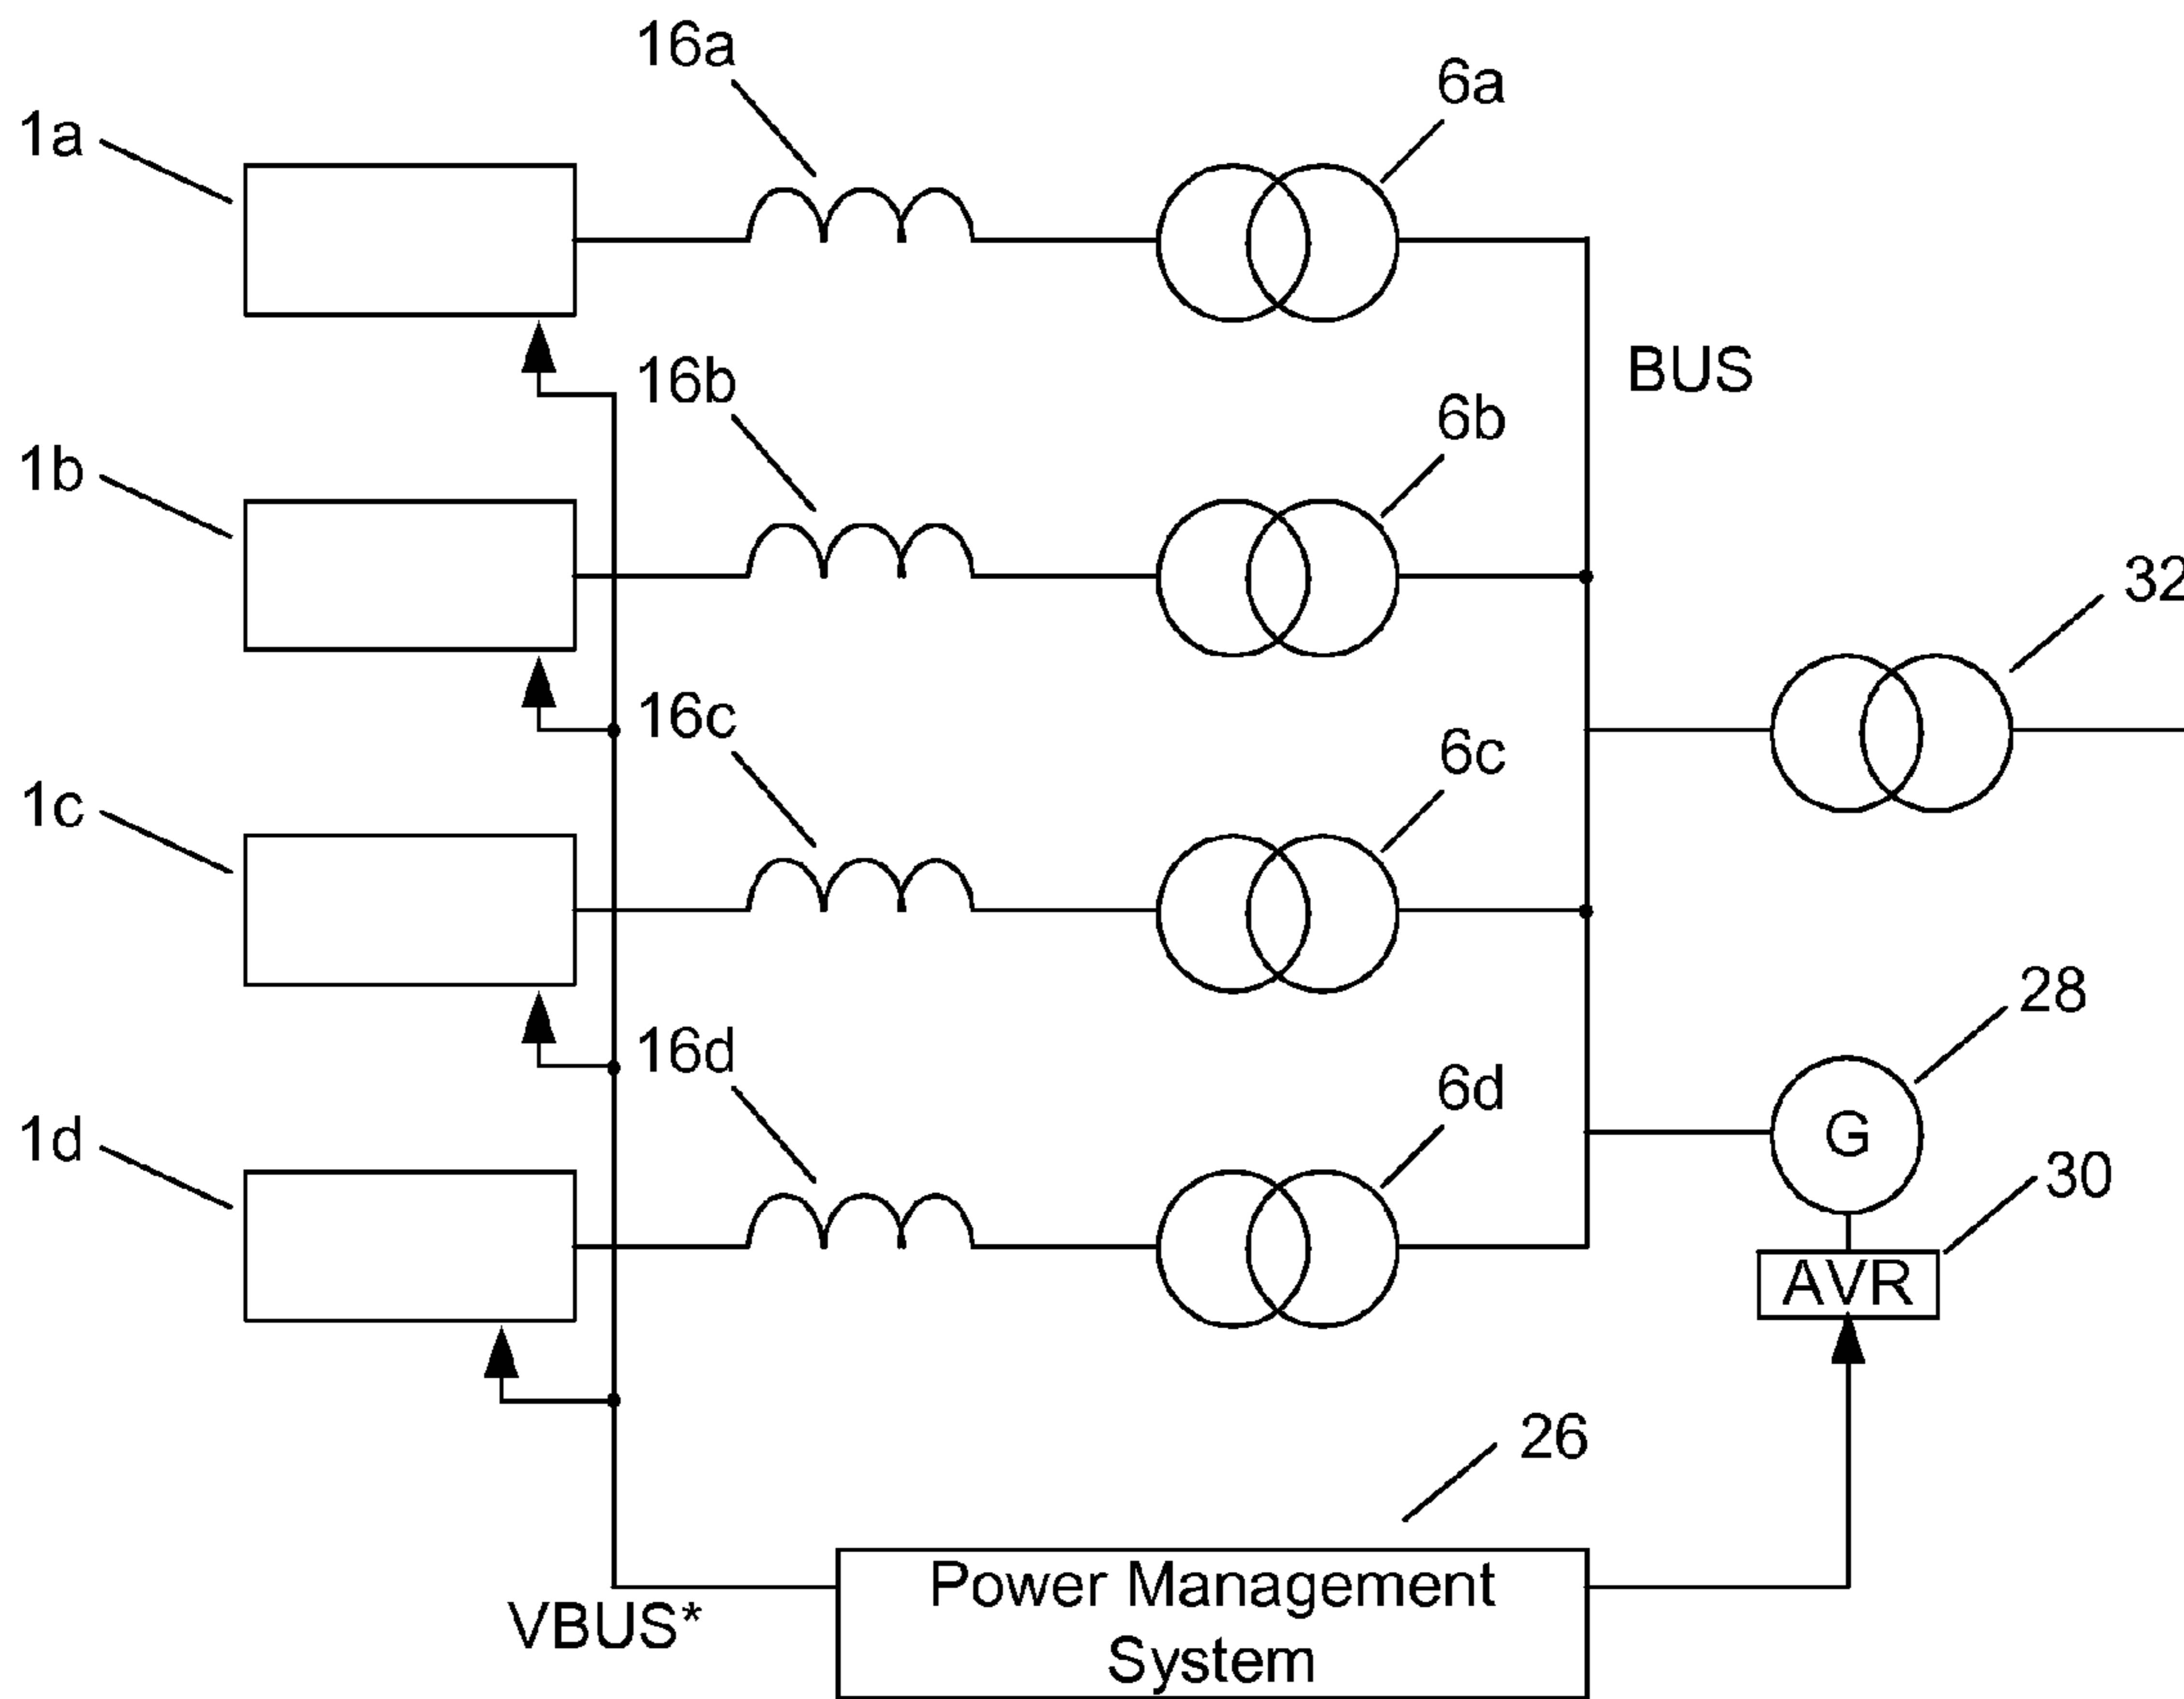 16a
6a
1a
BUS
16b
6b
1b
32
16c
6c
1c
28
16d
6d
G
1d
30
AVR
26
Power Management
System
VBUS*